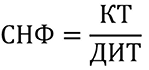 СНФ = КТ / ДИТ